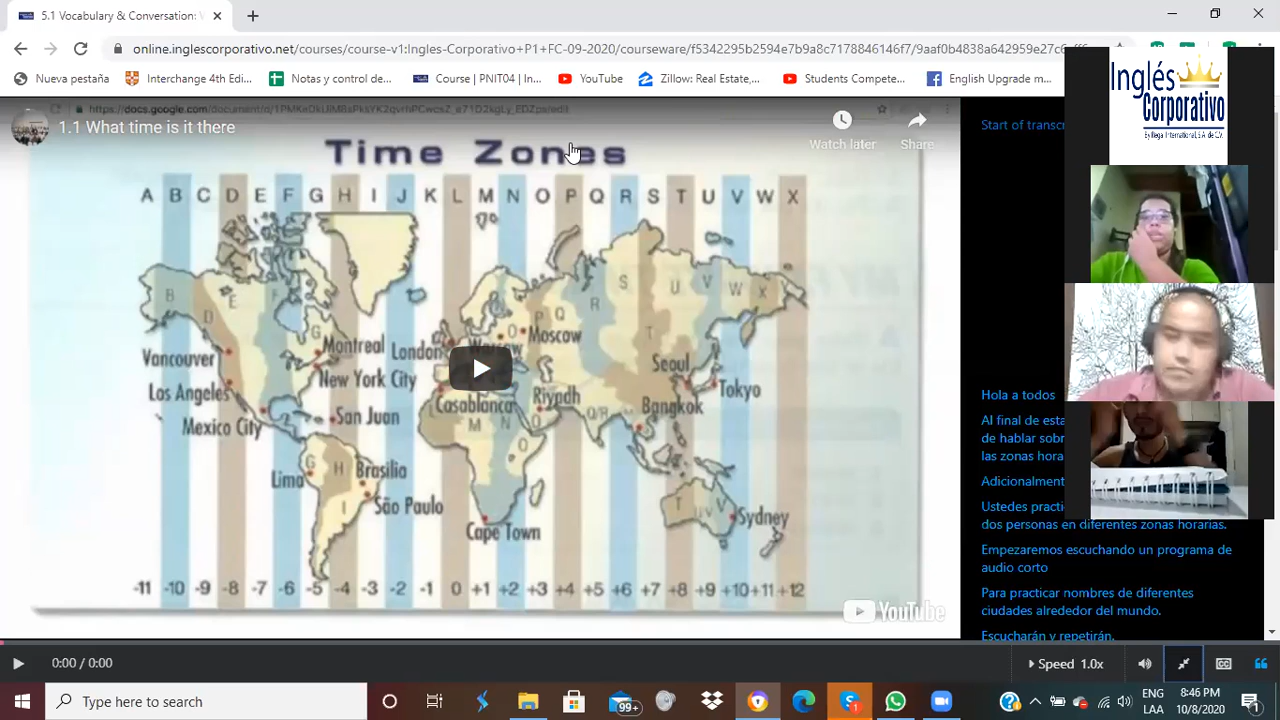 5.1 Vocabulary & Conversation: V
online.inglescorporativo.net/courses/course-v1:Ingles-Corporativo+P1+FC-09-2020/courseware/f5342295b2594e7b9a8c7178846146f7/9aaf0b4838a642959e27c6
Nueva pestaña
Interchange 4th Edi...
Notas y control de...
Course | PNIT04 | In...
YouTube
Zillow: Real Estate,...
Students Compete...
English Upgrade m...
1.1 What time is it there
Watch later
Share
Time Zones
A B C D E F G H I J K L M N O P Q R S T U V W X
B D E F G H M N O P Q R S T U V W X
Vancouver
Montreal
London
Moscow
Los Angeles
New York City
Casablanca
Riyadh
Seoul
Tokyo
Mexico City
San Juan
Bangkok
Q/R
Lima
Brasilia
São Paulo
Cape Town
Sydney
-11 -10 -9 -8 -7 -6 -5 -4 -3 -2 -1 0 +1 +2 +3 +4 +5 +6 +7 +8 +9 +10 +11 +12
YouTube
Start of transcr
Hola a todos
Al final de esta
de hablar sobr
las zonas hora
Adicionalment
Ustedes practi
dos personas en diferentes zonas horarias.
Empezaremos escuchando un programa de
audio corto
Para practicar nombres de diferentes
ciudades alrededor del mundo.
Escucharán y repetirán.
Inglés
Corporativo
0:00 / 0:00
Speed 1.0x
Type here to search
99+
1
ENG
LAA
8:46 PM
10/8/2020
1